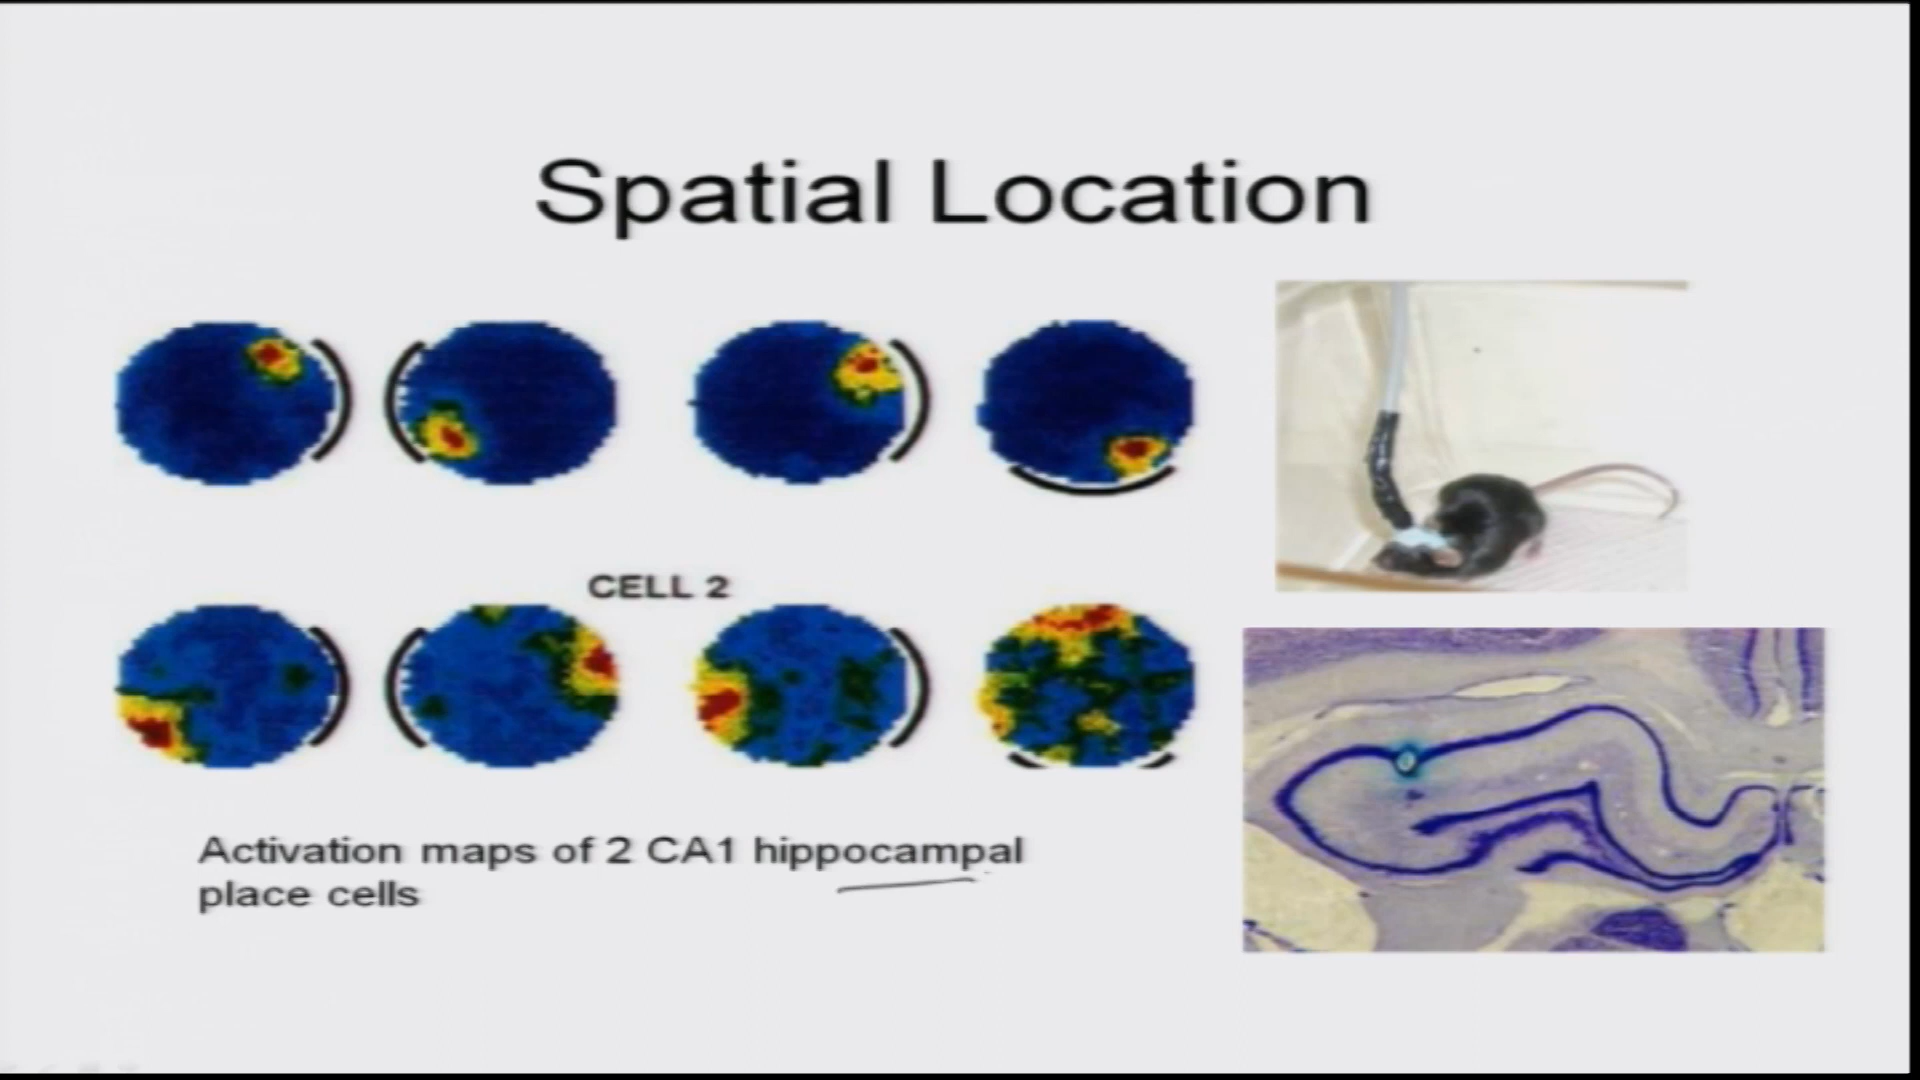 Spatial Location
CELL 2
Activation maps of 2 CA1 hippocampal
place cells